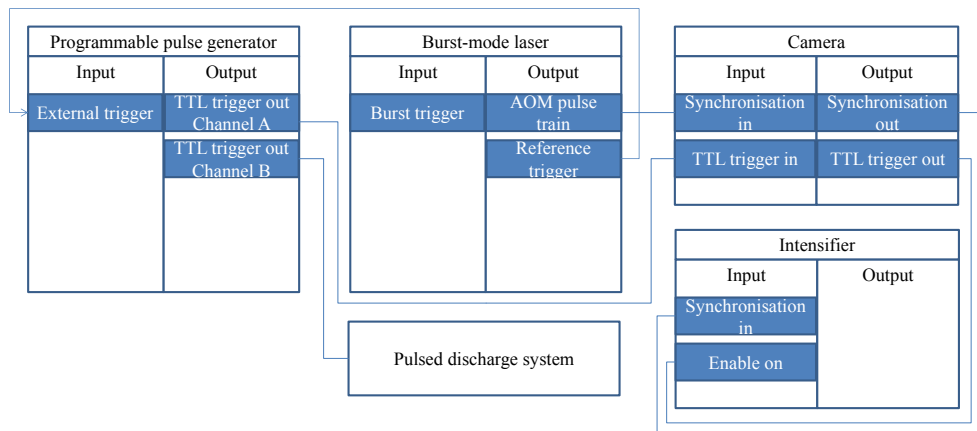 Programmable pulse generator
Input
Output
External trigger
TTL trigger out
Channel A
TTL trigger out
Channel B
Burst-mode laser
Input
Output
Burst trigger
AOM pulse
train
Reference
trigger
Camera
Input
Output
Synchronisation
in
Synchronisation
out
TTL trigger in
TTL trigger out
Intensifier
Input
Output
Synchronisation
in
Enable on
Pulsed discharge system